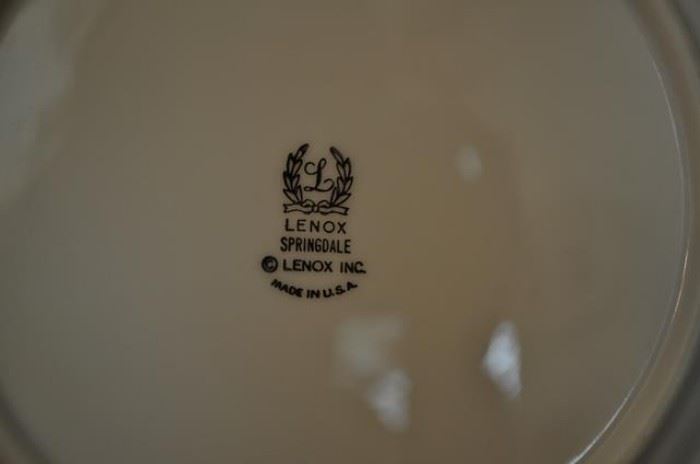 L
LENOX
SPRINGDALE
© LENOX INC.
MADE IN U.S.A.